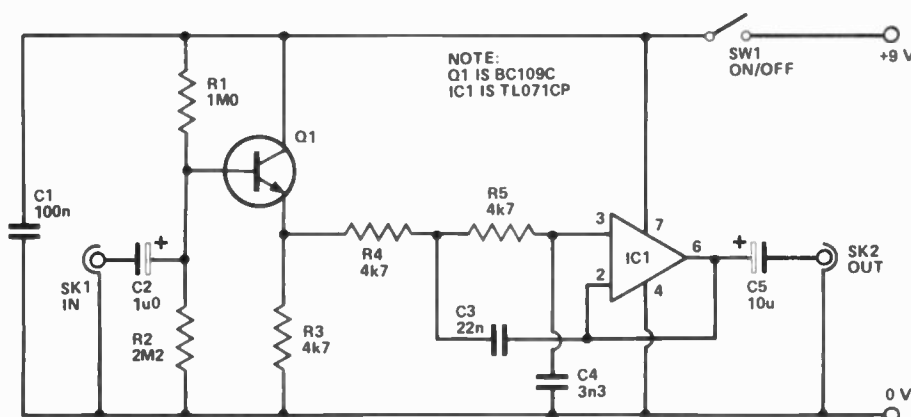 NOTE:
Q1 IS BC109C
IC1 IS TL071CP
SW1
ON/OFF
+9 V
R1
1M0
Q1
C1
100n
SK1
IN
+
C2
1u0
R2
2M2
R3
4k7
R4
4k7
R5
4k7
C3
22n
C4
3n3
3
2
7
6
4
IC1
+
C5
10u
SK2
OUT
0 V